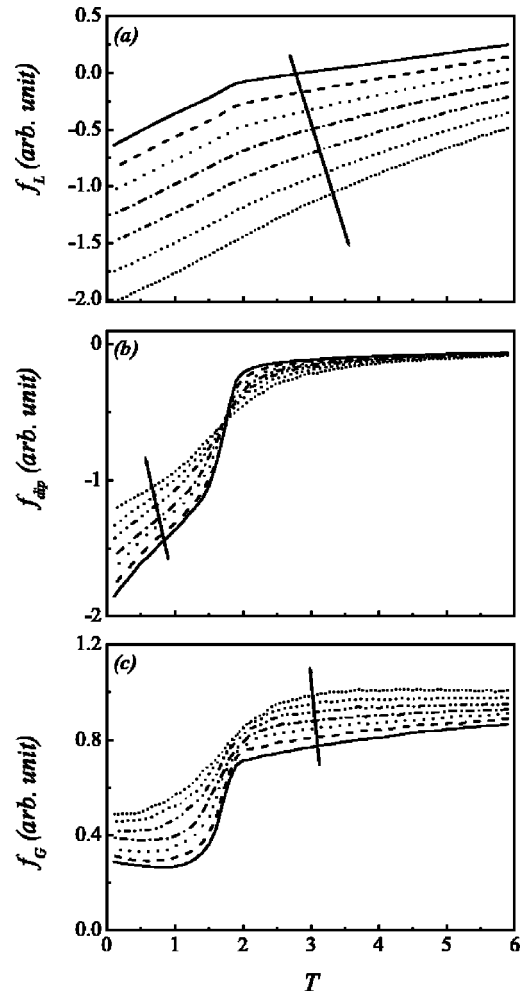 (a)
f_L (arb. unit)
0.5
0.0
-0.5
-1.0
-1.5
-2.0
(b)
f_dip (arb. unit)
0
-1
-2
(c)
f_G (arb. unit)
1.2
0.8
0.4
0.0
0 1 2 3 4 5 6
T